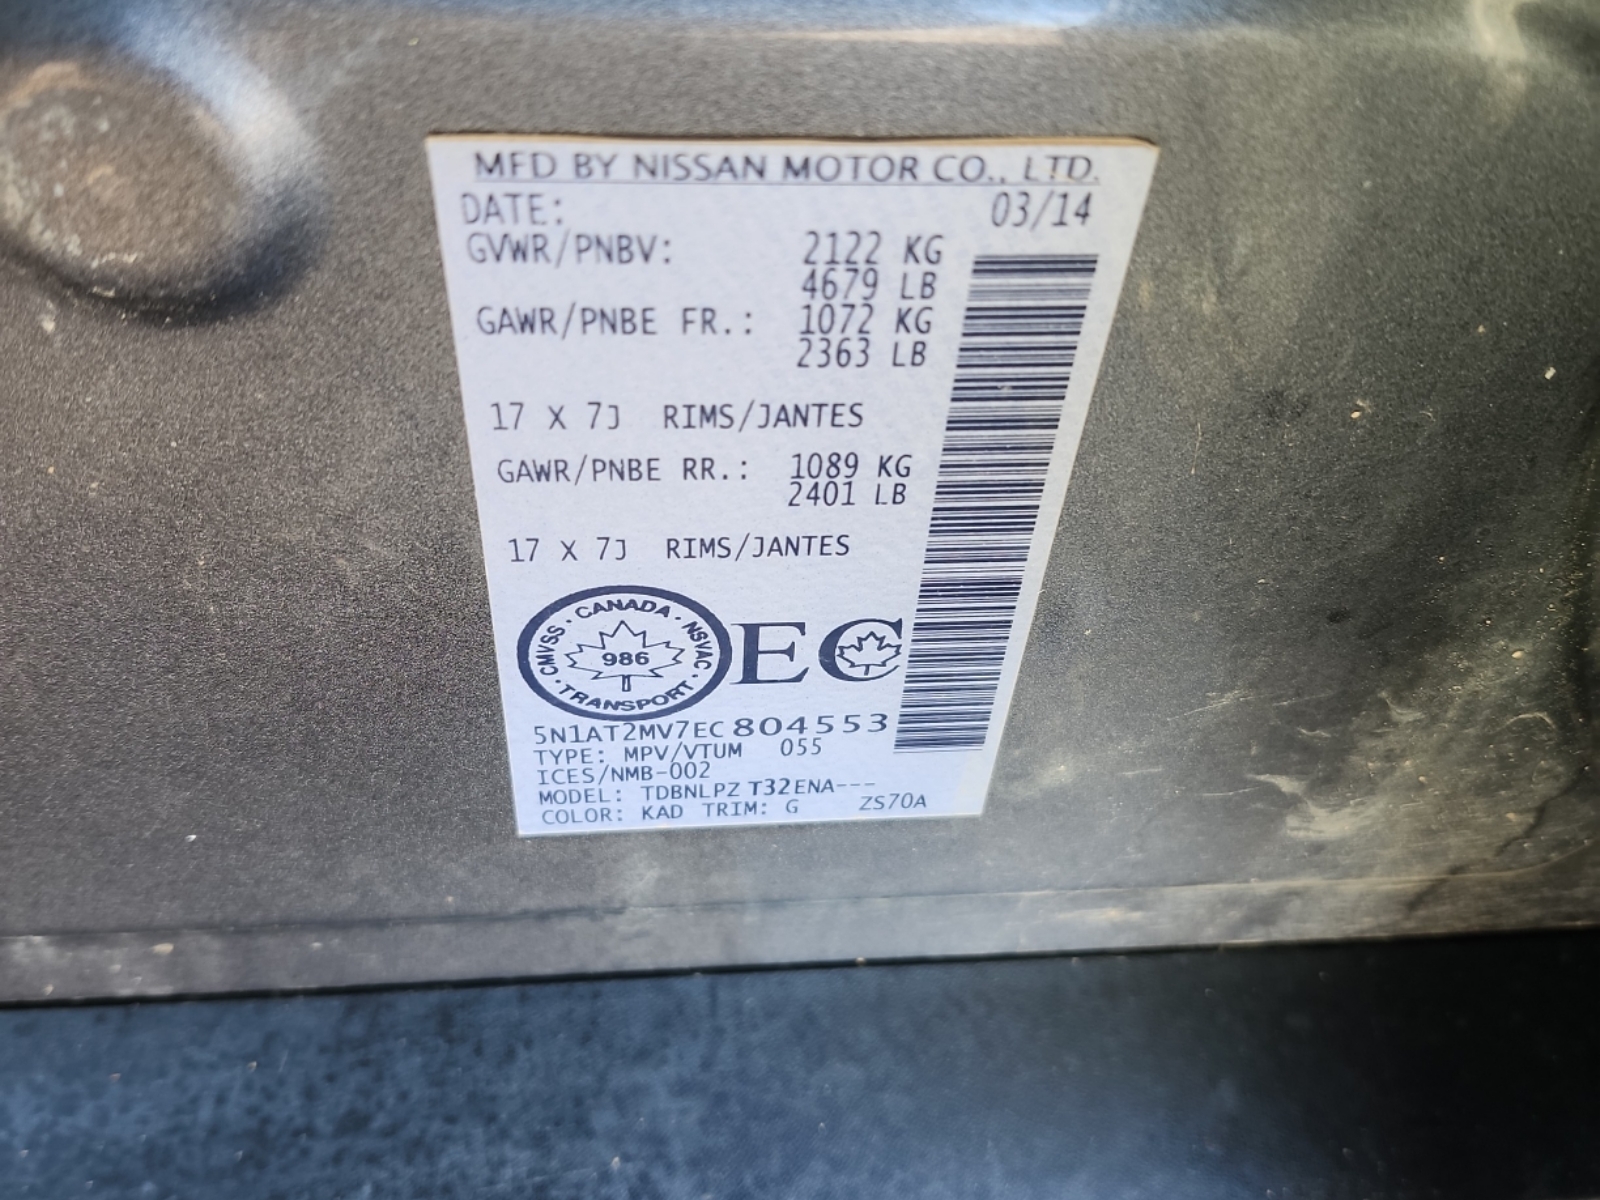 MFD BY NISSAN MOTOR CO., LTD.
DATE: 03/14
GVWR/PNBV: 2122 KG
4679 LB
GAWR/PNBE FR.: 1072 KG
2363 LB
17 X 7J RIMS/JANTES
GAWR/PNBE RR.: 1089 KG
2401 LB
17 X 7J RIMS/JANTES
CMVSS · CANADA · NSVAC · TRANSPORT ·
986
EC
5N1AT2MV7EC804553
TYPE: MPV/VTUM 055
ICES/NMB-002
MODEL: TDBNLPZ T32ENA---
COLOR: KAD TRIM: G ZS70A